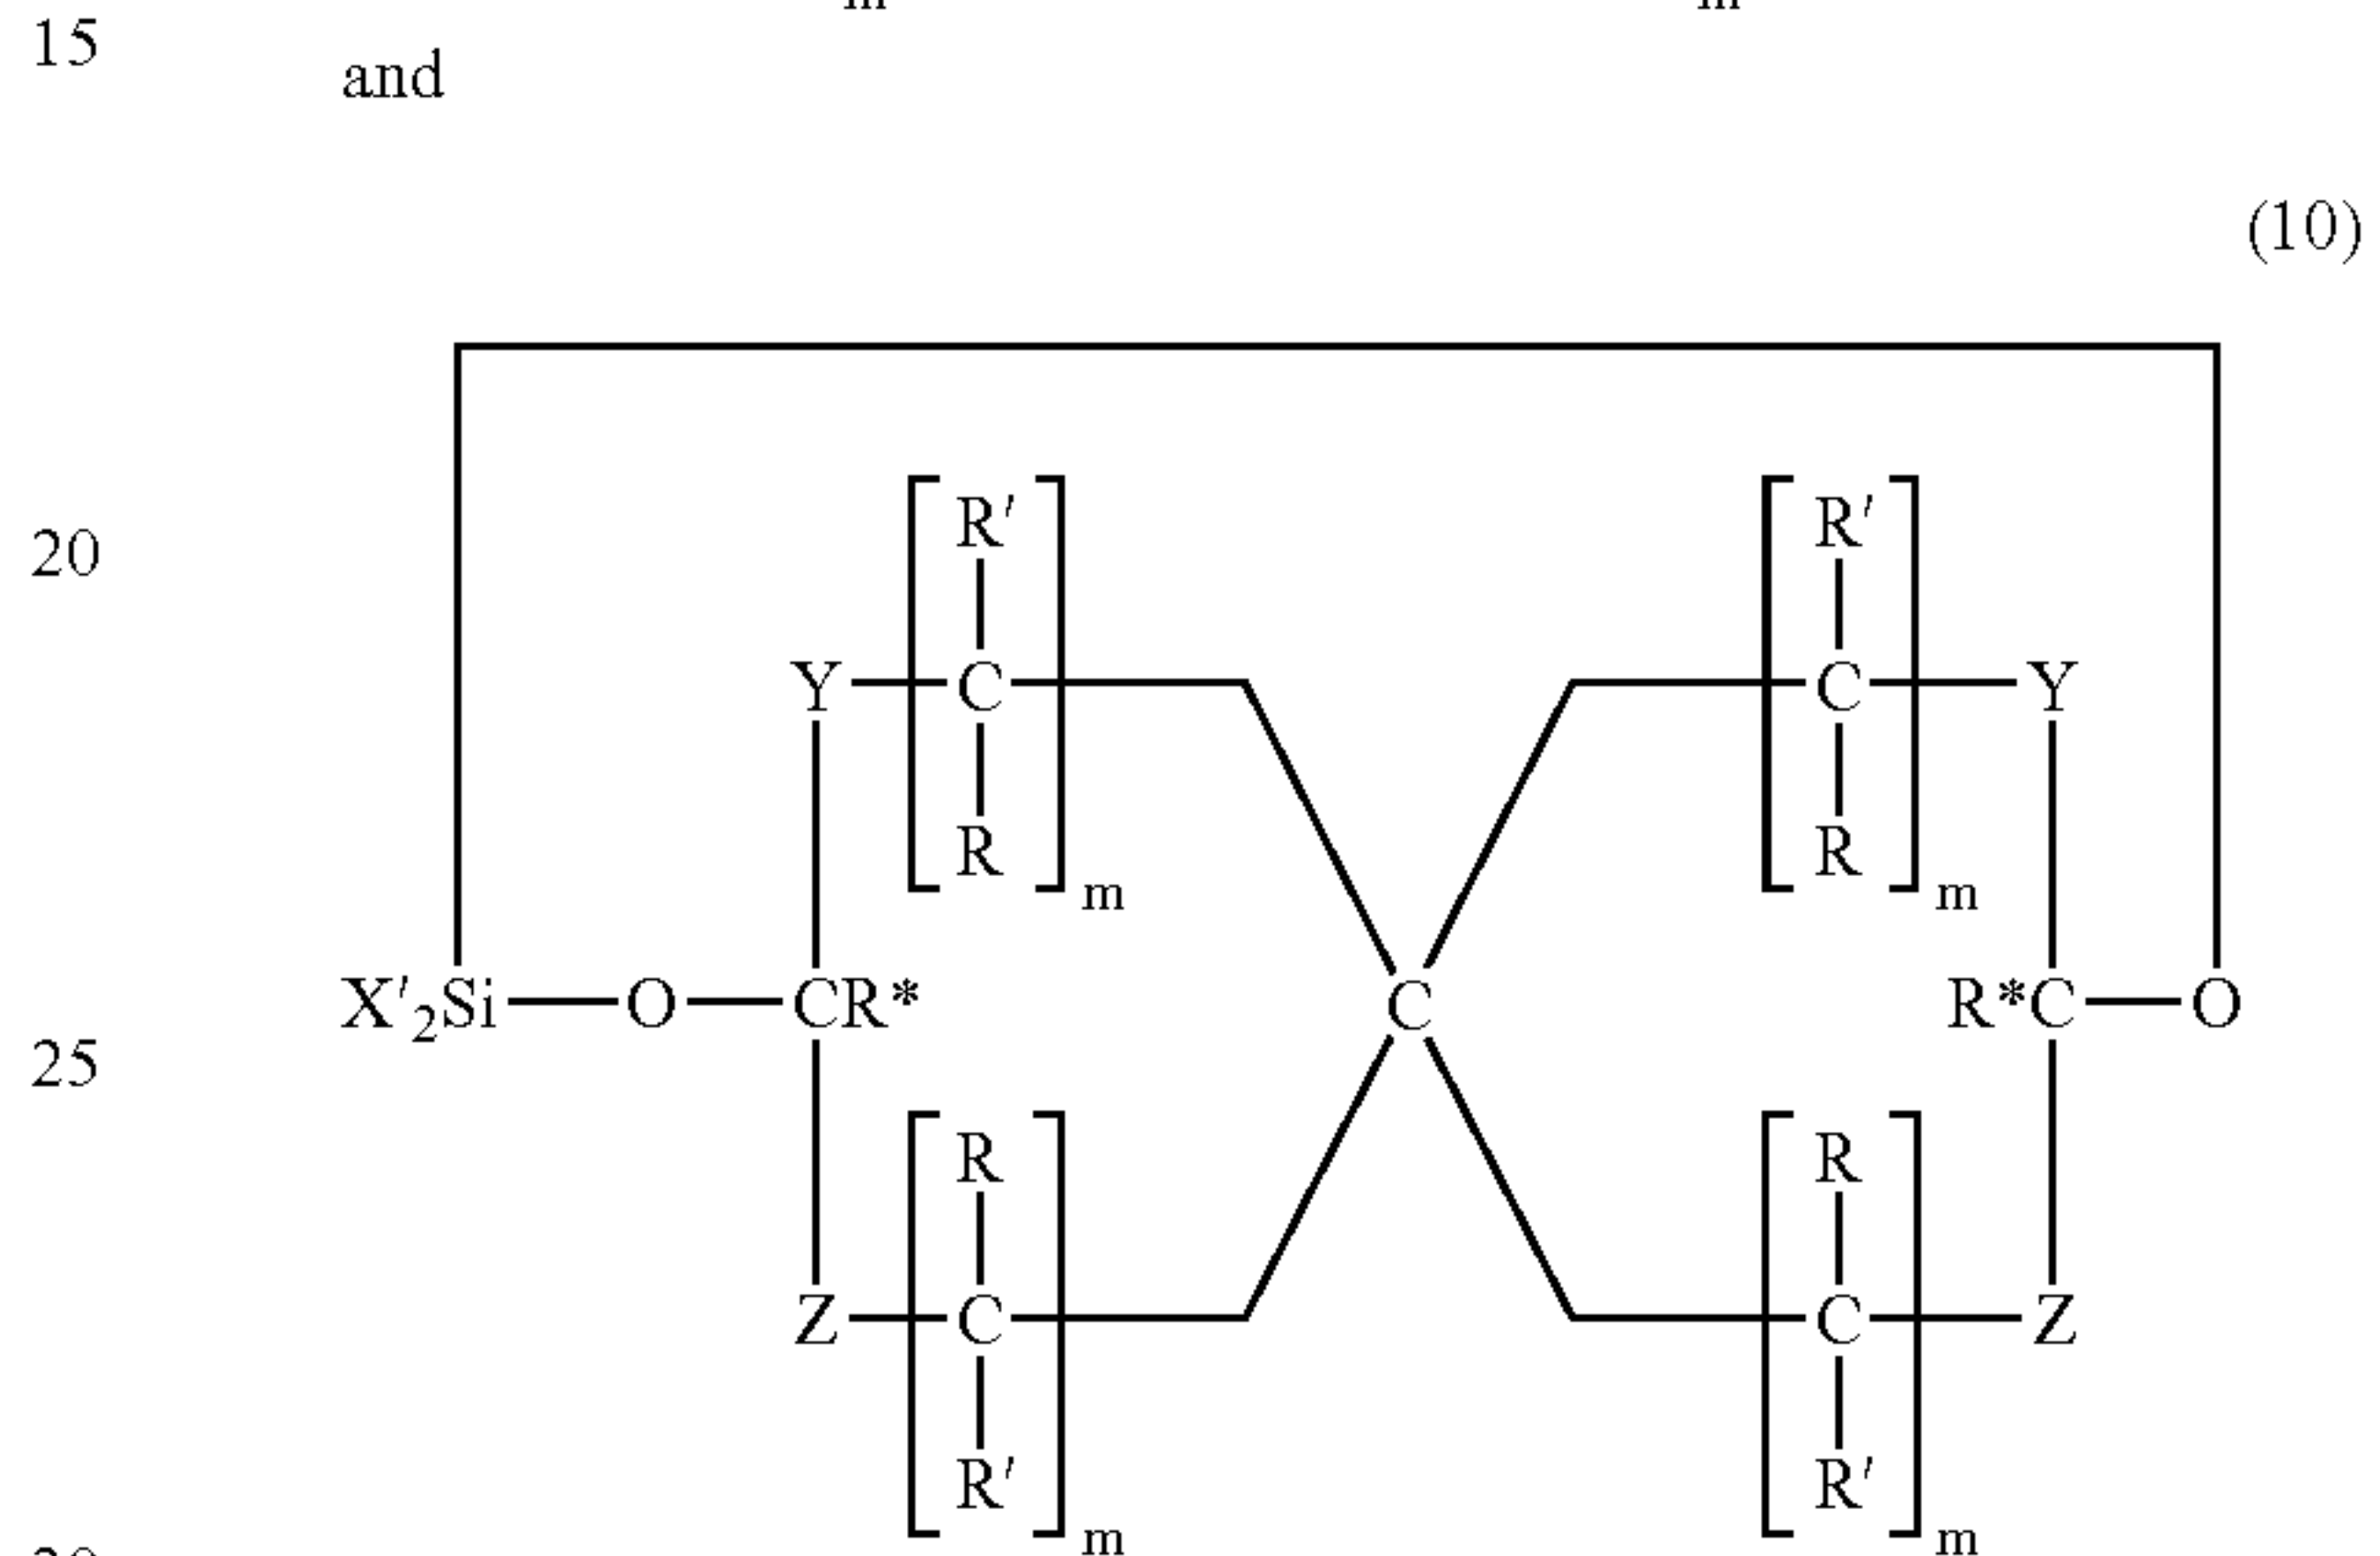 m m
15
and
(10)
R' R'
20
Y C C Y
R R
m m
X'2Si O CR* C R*C O
25
R R
Z C C Z
R' R'
m m